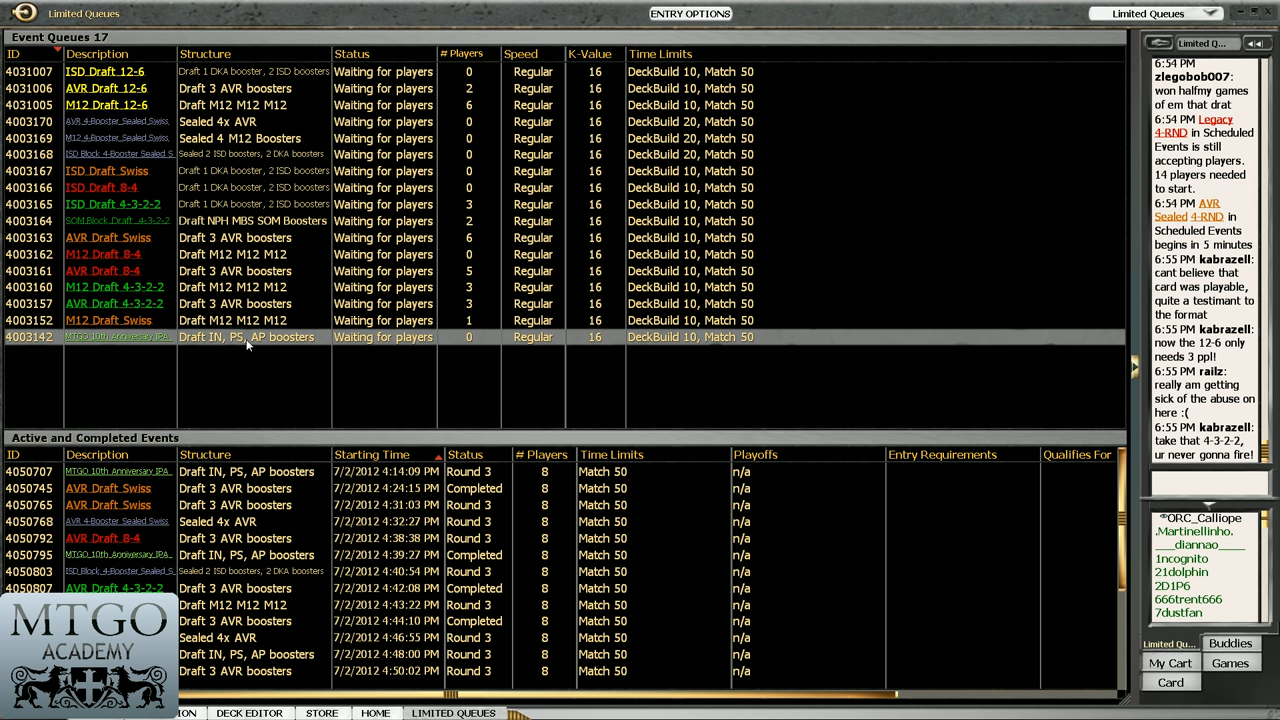 Limited Queues
ENTRY OPTIONS
Limited Queues
Event Queues 17
ID Description Structure Status # Players Speed K-Value Time Limits
4031007 ISD Draft 12-6 Draft 1 DKA booster, 2 ISD boosters Waiting for players 0 Regular 16 DeckBuild 10, Match 50
4031006 AVR Draft 12-6 Draft 3 AVR boosters Waiting for players 2 Regular 16 DeckBuild 10, Match 50
4031005 M12 Draft 12-6 Draft M12 M12 M12 Waiting for players 6 Regular 16 DeckBuild 10, Match 50
4003170 AVR 4-Booster Sealed Swiss Sealed 4x AVR Waiting for players 0 Regular 16 DeckBuild 20, Match 50
4003169 M12 4-Booster Sealed Swiss Sealed 4 M12 Boosters Waiting for players 0 Regular 16 DeckBuild 20, Match 50
4003168 ISD Block 4-Booster Sealed S Sealed 2 ISD boosters, 2 DKA boosters Waiting for players 0 Regular 16 DeckBuild 20, Match 50
4003167 ISD Draft Swiss Draft 1 DKA booster, 2 ISD boosters Waiting for players 0 Regular 16 DeckBuild 10, Match 50
4003166 ISD Draft 8-4 Draft 1 DKA booster, 2 ISD boosters Waiting for players 0 Regular 16 DeckBuild 10, Match 50
4003165 ISD Draft 4-3-2-2 Draft 1 DKA booster, 2 ISD boosters Waiting for players 3 Regular 16 DeckBuild 10, Match 50
4003164 SOM Block Draft 4-3-2-2 Draft NPH MBS SOM Boosters Waiting for players 2 Regular 16 DeckBuild 10, Match 50
4003163 AVR Draft Swiss Draft 3 AVR boosters Waiting for players 6 Regular 16 DeckBuild 10, Match 50
4003162 M12 Draft 8-4 Draft M12 M12 M12 Waiting for players 0 Regular 16 DeckBuild 10, Match 50
4003161 AVR Draft 8-4 Draft 3 AVR boosters Waiting for players 5 Regular 16 DeckBuild 10, Match 50
4003160 M12 Draft 4-3-2-2 Draft M12 M12 M12 Waiting for players 3 Regular 16 DeckBuild 10, Match 50
4003157 AVR Draft 4-3-2-2 Draft 3 AVR boosters Waiting for players 3 Regular 16 DeckBuild 10, Match 50
4003152 M12 Draft Swiss Draft M12 M12 M12 Waiting for players 1 Regular 16 DeckBuild 10, Match 50
4003142 MTGO 10th Anniversary IPA Draft IN, PS, AP boosters Waiting for players 0 Regular 16 DeckBuild 10, Match 50
Active and Completed Events
ID Description Structure Starting Time Status # Players Time Limits Playoffs Entry Requirements Qualifies For
4050707 MTGO 10th Anniversary IPA Draft IN, PS, AP boosters 7/2/2012 4:14:09 PM Round 3 8 Match 50 n/a
4050745 AVR Draft Swiss Draft 3 AVR boosters 7/2/2012 4:24:15 PM Completed 8 Match 50 n/a
4050765 AVR Draft Swiss Draft 3 AVR boosters 7/2/2012 4:31:03 PM Completed 8 Match 50 n/a
4050768 AVR 4-Booster Sealed Swiss Sealed 4x AVR 7/2/2012 4:32:27 PM Round 3 8 Match 50 n/a
4050792 AVR Draft 8-4 Draft 3 AVR boosters 7/2/2012 4:38:38 PM Round 3 8 Match 50 n/a
4050795 MTGO 10th Anniversary IPA Draft IN, PS, AP boosters 7/2/2012 4:39:27 PM Completed 8 Match 50 n/a
4050803 ISD Block 4-Booster Sealed S Sealed 2 ISD boosters, 2 DKA boosters 7/2/2012 4:40:54 PM Round 3 8 Match 50 n/a
4050807 AVR Draft 4-3-2-2 Draft 3 AVR boosters 7/2/2012 4:42:08 PM Completed 8 Match 50 n/a
Draft M12 M12 M12 7/2/2012 4:43:22 PM Round 3 8 Match 50 n/a
Draft 3 AVR boosters 7/2/2012 4:44:10 PM Completed 8 Match 50 n/a
Sealed 4x AVR 7/2/2012 4:46:55 PM Round 3 8 Match 50 n/a
Draft IN, PS, AP boosters 7/2/2012 4:48:00 PM Round 3 8 Match 50 n/a
Draft 3 AVR boosters 7/2/2012 4:50:02 PM Round 3 8 Match 50 n/a
MTGO
ACADEMY
ION DECK EDITOR STORE HOME LIMITED QUEUES
Limited Q...
6:54 PM
zlegobob007:
won halfmy games
of em that drat
6:54 PM Legacy
4-RND in Scheduled
Events is still
accepting players.
14 players needed
to start.
6:54 PM AVR
Sealed 4-RND in
Scheduled Events
begins in 5 minutes
6:55 PM kabrazell:
cant believe that
card was playable,
quite a testimant to
the format
6:55 PM kabrazell:
now the 12-6 only
needs 3 ppl!
6:55 PM railz:
really am getting
sick of the abuse on
here :(
6:55 PM kabrazell:
take that 4-3-2-2,
ur never gonna fire!
*ORC_Calliope
.Martinellinho.
____diannao____
1ncognito
21dolphin
2D1P6
666trent666
7dustfan
Limited Qu... Buddies
My Cart Games
Card